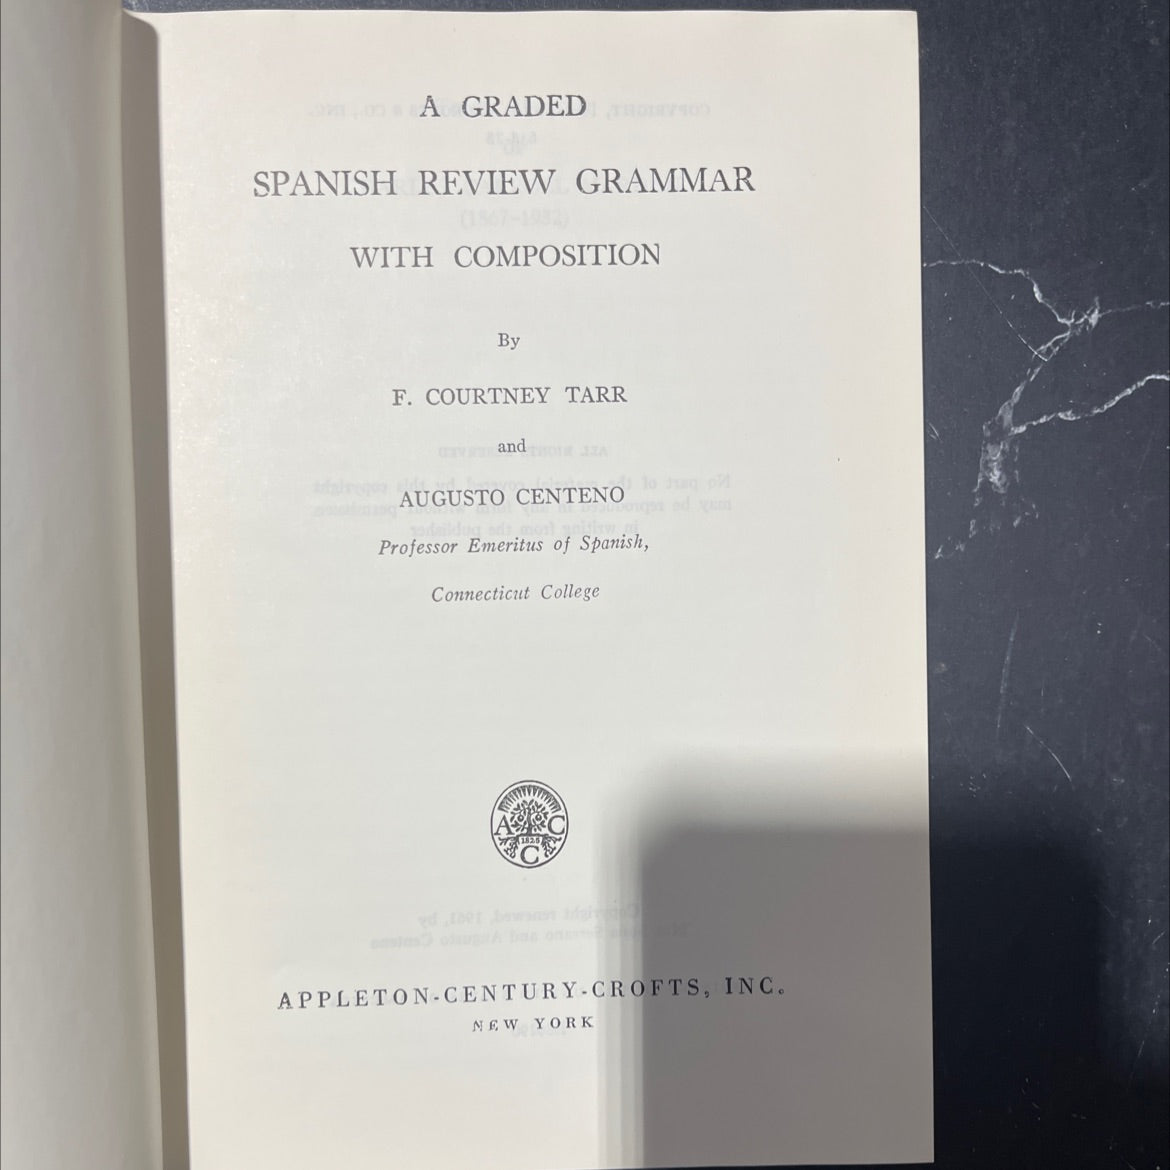 A GRADED
SPANISH REVIEW GRAMMAR
WITH COMPOSITION
By
F. COURTNEY TARR
and
AUGUSTO CENTENO
Professor Emeritus of Spanish,
Connecticut College
A C
1825
C
APPLETON-CENTURY-CROFTS, INC.
NEW YORK